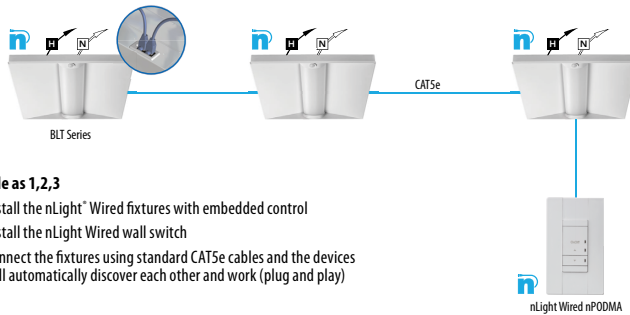 n H N
n H N
n H N
CAT5e
BLT Series
le as 1,2,3
stall the nLight® Wired fixtures with embedded control
stall the nLight Wired wall switch
nnect the fixtures using standard CAT5e cables and the devices
ll automatically discover each other and work (plug and play)
n
nLight Wired nPODMA